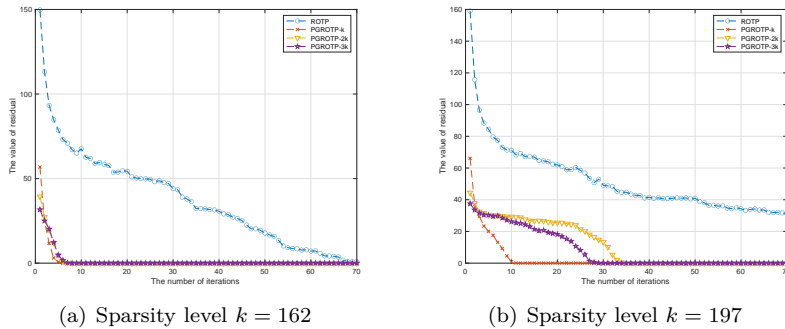 150
100
50
0
The value of residual
0 10 20 30 40 50 60 70
The number of iterations
ROTP
PGROTP-k
PGROTP-2k
PGROTP-3k
(a) Sparsity level k = 162
160
140
120
100
80
60
40
20
0
The value of residual
0 10 20 30 40 50 60 70
The number of iterations
ROTP
PGROTP-k
PGROTP-2k
PGROTP-3k
(b) Sparsity level k = 197